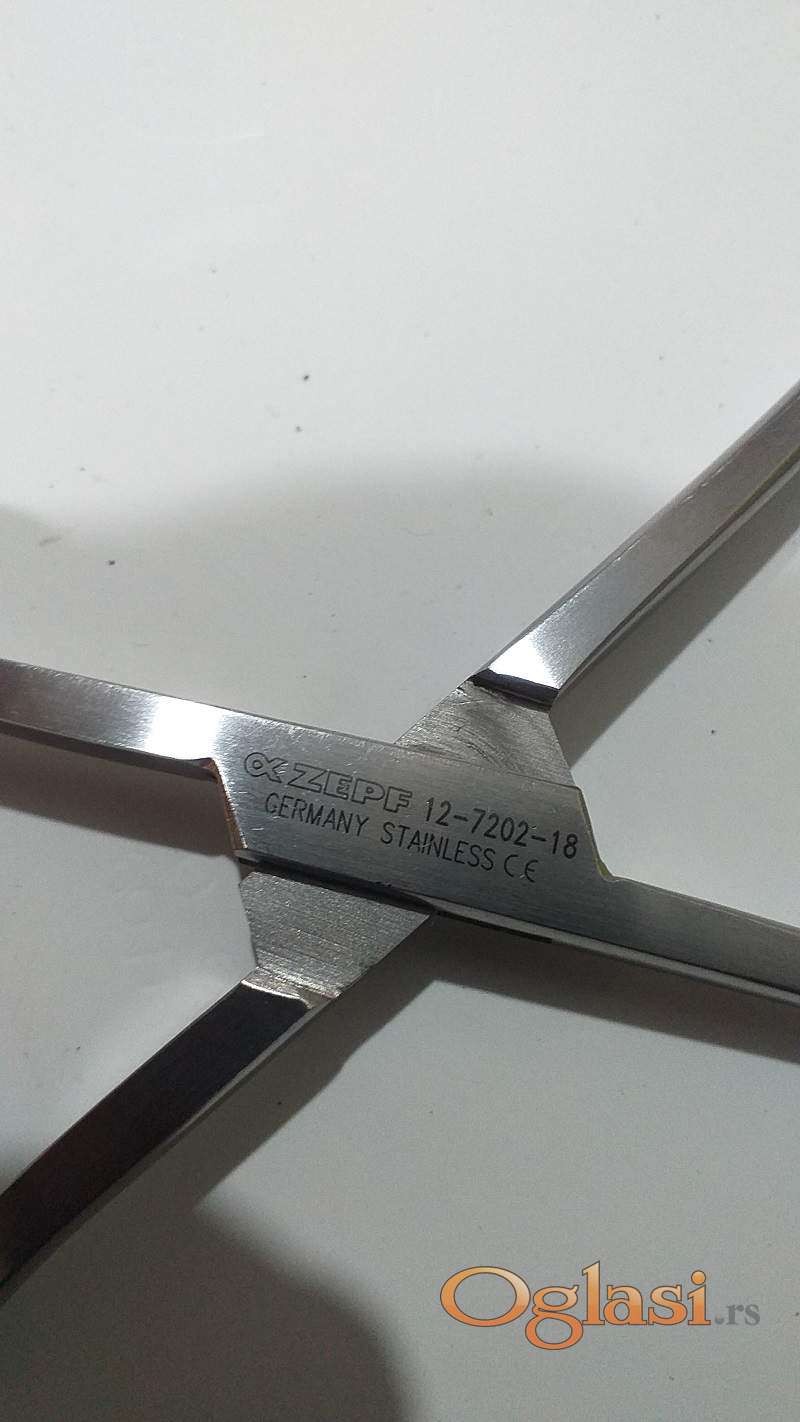 α ZEPF 12-7202-18
GERMANY STAINLESS CE
Oglasi.rs